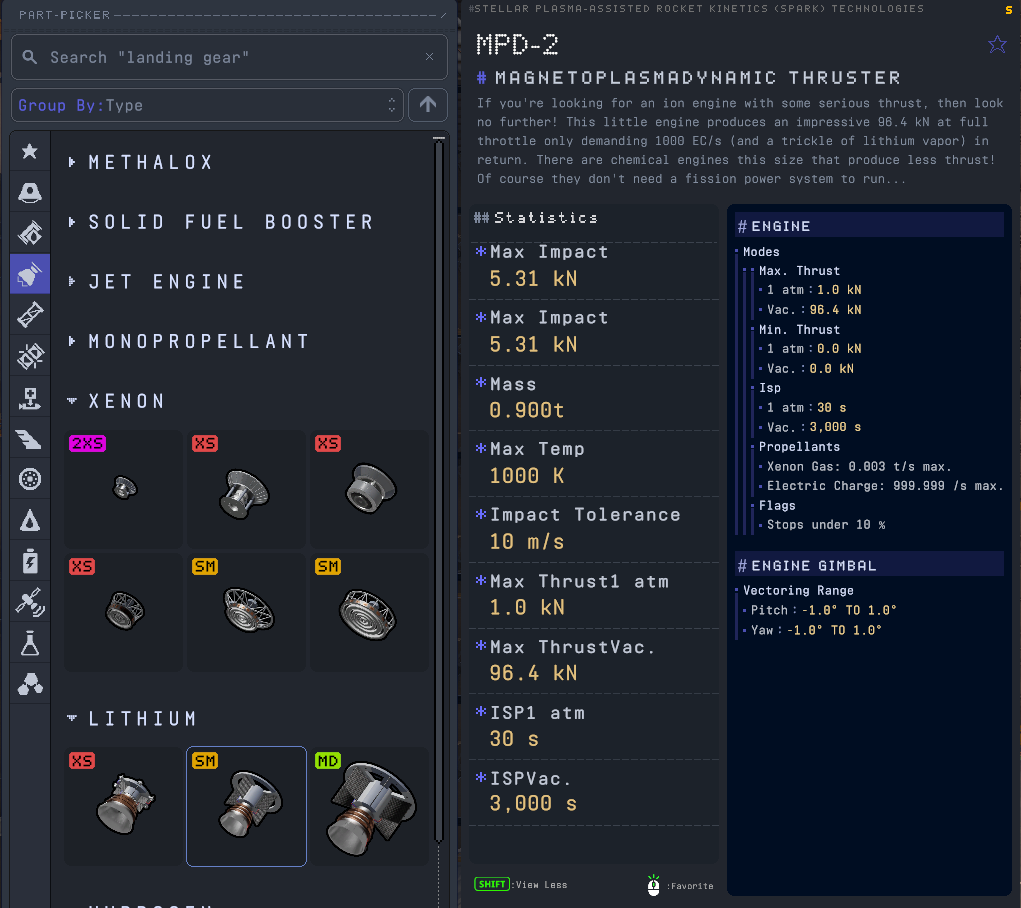 PART-PICKER
Search "landing gear"
Group By:Type
METHALOX
SOLID FUEL BOOSTER
JET ENGINE
MONOPROPELLANT
XENON
2XS
XS
XS
XS
SM
SM
LITHIUM
XS
SM
MD
#STELLAR PLASMA-ASSISTED ROCKET KINETICS (SPARK) TECHNOLOGIES
S
MPD-2
# MAGNETOPLASMADYNAMIC THRUSTER
If you're looking for an ion engine with some serious thrust, then look
no further! This little engine produces an impressive 96.4 kN at full
throttle only demanding 1000 EC/s (and a trickle of lithium vapor) in
return. There are chemical engines this size that produce less thrust!
Of course they don't need a fission power system to run...
## Statistics
*Max Impact
5.31 kN
*Max Impact
5.31 kN
*Mass
0.900t
*Max Temp
1000 K
*Impact Tolerance
10 m/s
*Max Thrust1 atm
1.0 kN
*Max ThrustVac.
96.4 kN
*ISP1 atm
30 s
*ISPVac.
3,000 s
SHIFT:View Less
:Favorite
#ENGINE
Modes
Max. Thrust
1 atm:1.0 kN
Vac.:96.4 kN
Min. Thrust
1 atm:0.0 kN
Vac.:0.0 kN
Isp
1 atm:30 s
Vac.:3,000 s
Propellants
Xenon Gas: 0.003 t/s max.
Electric Charge: 999.999 /s max.
Flags
Stops under 10 %
#ENGINE GIMBAL
Vectoring Range
Pitch:-1.0° TO 1.0°
Yaw:-1.0° TO 1.0°